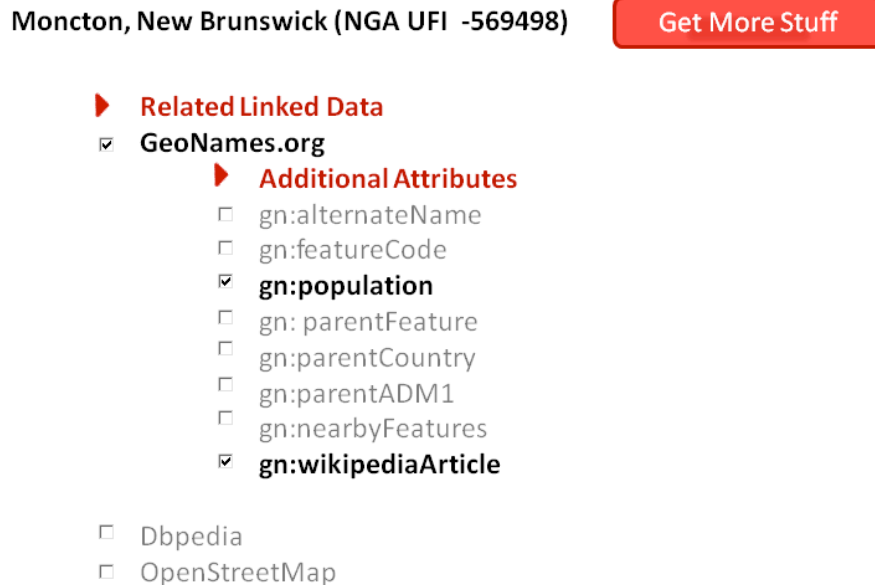 Moncton, New Brunswick (NGA UFI -569498)
Get More Stuff
Related Linked Data
GeoNames.org
Additional Attributes
gn:alternateName
gn:featureCode
gn:population
gn: parentFeature
gn:parentCountry
gn:parentADM1
gn:nearbyFeatures
gn:wikipediaArticle
Dbpedia
OpenStreetMap